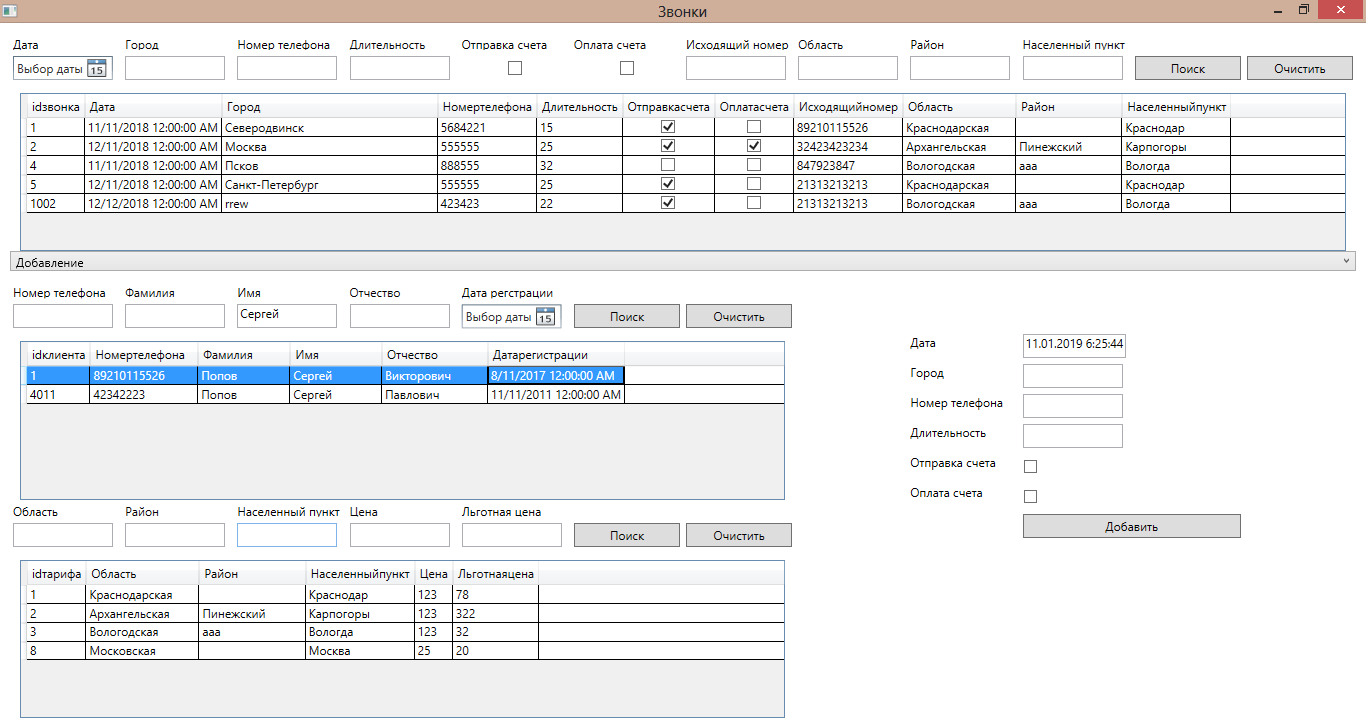 Звонки
Дата Город Номер телефона Длительность Отправка счета Оплата счета Исходящий номер Область Район Населенный пункт
Выбор даты 15 Поиск Очистить
idзвонка Дата Город Номертелефона Длительность Отправкасчета Оплатасчета Исходящийномер Область Район Населенныйпункт
1 11/11/2018 12:00:00 AM Северодвинск 5684221 15 89210115526 Краснодарская Краснодар
2 12/11/2018 12:00:00 AM Москва 555555 25 32423423234 Архангельская Пинежский Карпогоры
4 11/11/2018 12:00:00 AM Псков 888555 32 847923847 Вологодская ааа Вологда
5 12/11/2018 12:00:00 AM Санкт-Петербург 555555 25 21313213213 Краснодарская Краснодар
1002 12/12/2018 12:00:00 AM rrew 423423 22 21313213213 Вологодская ааа Вологда
Добавление
Номер телефона Фамилия Имя Отчество Дата регстрации
Сергей Выбор даты 15 Поиск Очистить
idклиента Номертелефона Фамилия Имя Отчество Датарегистрации
1 89210115526 Попов Сергей Викторович 8/11/2017 12:00:00 AM
4011 42342223 Попов Сергей Павлович 11/11/2011 12:00:00 AM
Дата 11.01.2019 6:25:44
Город
Номер телефона
Длительность
Отправка счета
Оплата счета
Добавить
Область Район Населенный пункт Цена Льготная цена
Поиск Очистить
idтарифа Область Район Населенныйпункт Цена Льготнаяцена
1 Краснодарская Краснодар 123 78
2 Архангельская Пинежский Карпогоры 123 322
3 Вологодская ааа Вологда 123 32
8 Московская Москва 25 20